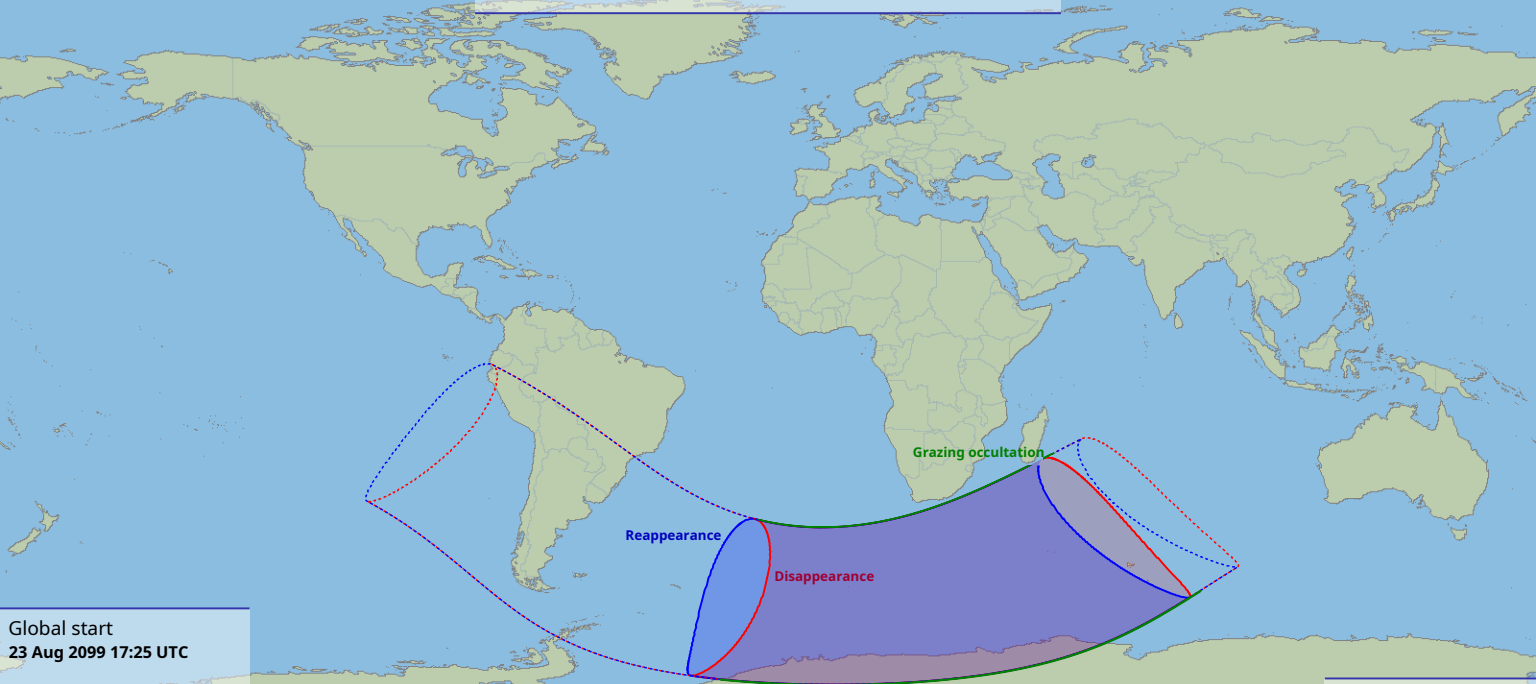 Grazing occultation
Reappearance
Disappearance
Global start
23 Aug 2099 17:25 UTC